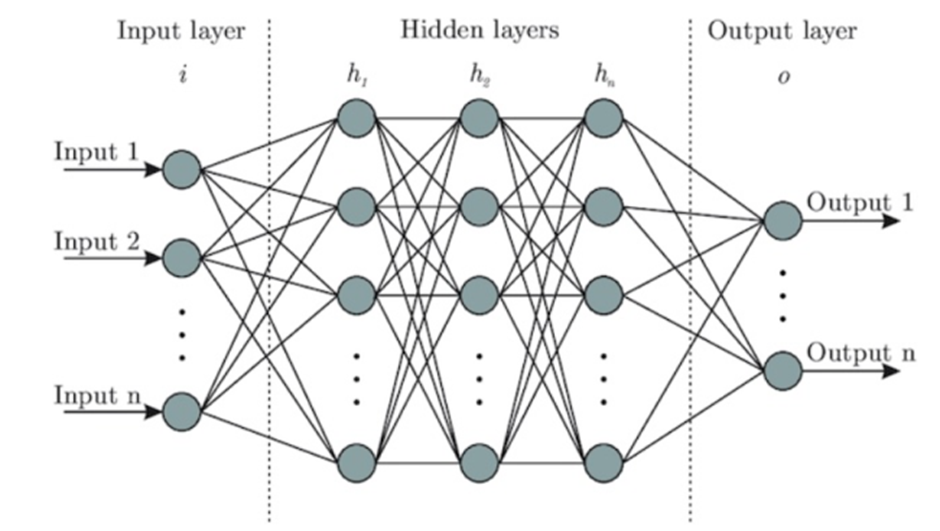 Input layer
Hidden layers
Output layer
i
h₁
h₂
hₙ
o
Input 1
Input 2
Input n
Output 1
Output n